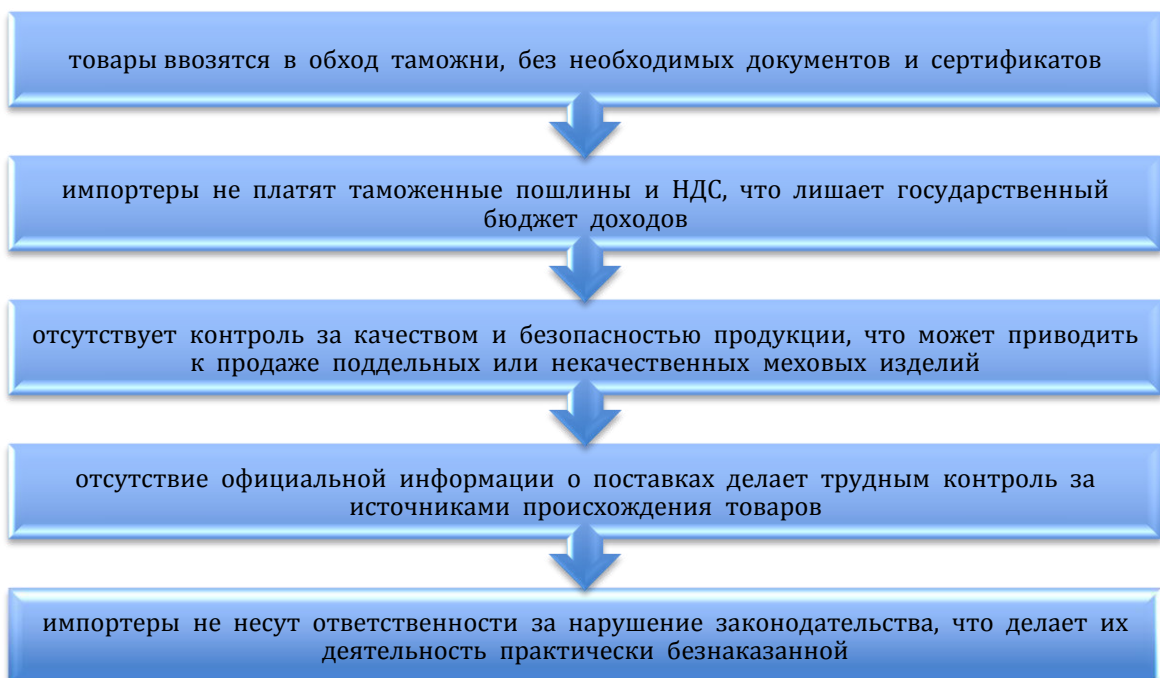 товары ввозятся в обход таможни, без необходимых документов и сертификатов
импортеры не платят таможенные пошлины и НДС, что лишает государственный
бюджет доходов
отсутствует контроль за качеством и безопасностью продукции, что может приводить
к продаже поддельных или некачественных меховых изделий
отсутствие официальной информации о поставках делает трудным контроль за
источниками происхождения товаров
импортеры не несут ответственности за нарушение законодательства, что делает их
деятельность практически безнаказанной